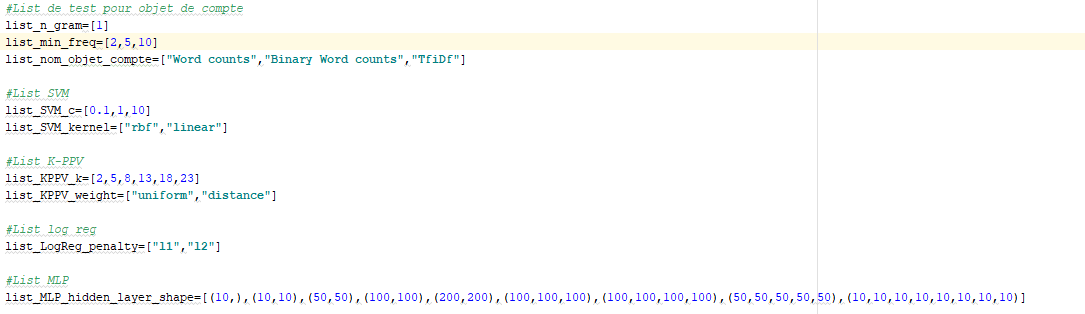 #List de test pour objet de compte
list_n_gram=[1]
list_min_freq=[2,5,10]
list_nom_objet_compte=["Word counts","Binary Word counts","TfiDf"]
#List SVM
list_SVM_c=[0.1,1,10]
list_SVM_kernel=["rbf","linear"]
#List K-PPV
list_KPPV_k=[2,5,8,13,18,23]
list_KPPV_weight=["uniform","distance"]
#List log reg
list_LogReg_penalty=["l1","l2"]
#List MLP
list_MLP_hidden_layer_shape=[(10,),(10,10),(50,50),(100,100),(200,200),(100,100,100),(100,100,100,100),(50,50,50,50,50),(10,10,10,10,10,10,10,10)]